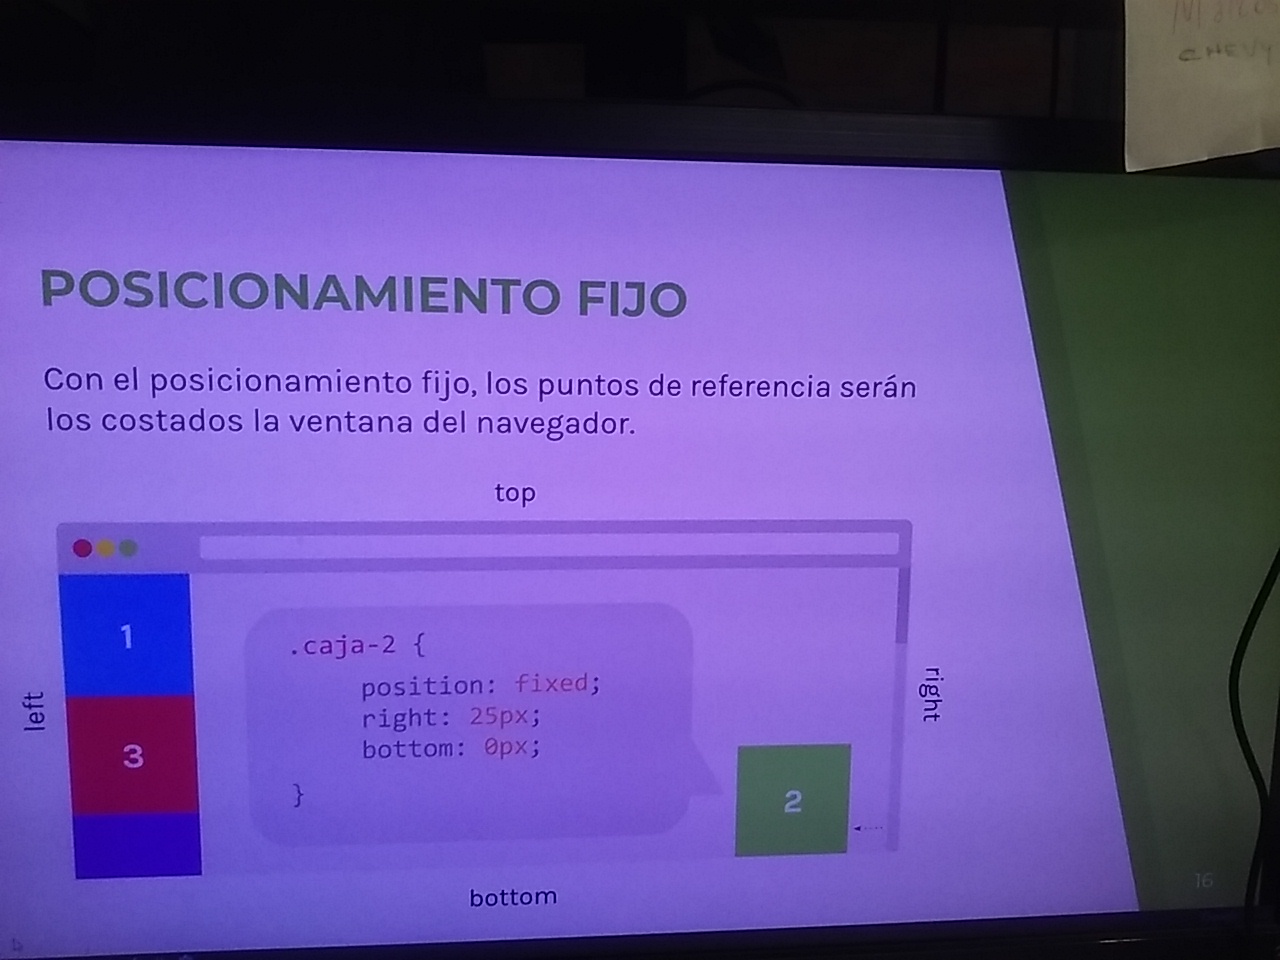 CHEVY
POSICIONAMIENTO FIJO
Con el posicionamiento fijo, los puntos de referencia serán
los costados la ventana del navegador.
top
left
1
3
.caja-2 {
position: fixed;
right: 25px;
bottom: 0px;
}
2
right
bottom
16